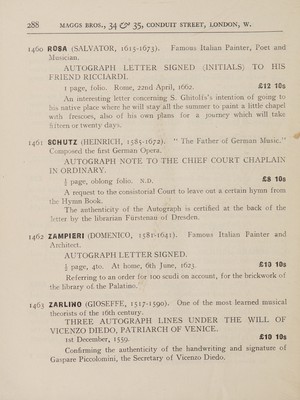 288 MAGGS BROS., 34 & 35, CONDUIT STREET, LONDON, W.
1460 ROSA (SALVATOR, 1615-1673). Famous Italian Painter, Poet and
Musician.
AUTOGRAPH LETTER SIGNED (INITIALS) TO HIS
FRIEND RICCIARDI.
1 page, folio. Rome, 22nd April, 1662. £12 10s
An interesting letter concerning S. Ghitolfs's intention of going to
his native place where he will stay all the summer to paint a little chapel
with frescoes, also of his own plans for a journey which will take
fifteen or twenty days.
1461 SCHUTZ (HEINRICH, 1585-1672). "The Father of German Music."
Composed the first German Opera.
AUTOGRAPH NOTE TO THE CHIEF COURT CHAPLAIN
IN ORDINARY.
½ page, oblong folio. N.D. £8 10s
A request to the consistorial Court to leave out a certain hymn from
the Hymn Book.
The authenticity of the Autograph is certified at the back of the
letter by the librarian Fürstenau of Dresden.
1462 ZAMPIERI (DOMENICO, 1581-1641). Famous Italian Painter and
Architect.
AUTOGRAPH LETTER SIGNED.
½ page, 4to. At home, 6th June, 1623. £10 10s
Referring to an order for 100 scudi on account, for the brickwork of
the library of the Palatino.
1463 ZARLINO (GIOSEFFE, 1517-1590). One of the most learned musical
theorists of the 16th century.
THREE AUTOGRAPH LINES UNDER THE WILL OF
VICENZO DIEDO, PATRIARCH OF VENICE.
1st December, 1559. £10 10s
Confirming the authenticity of the handwriting and signature of
Gaspare Piccolomini, the Secretary of Vicenzo Diedo.